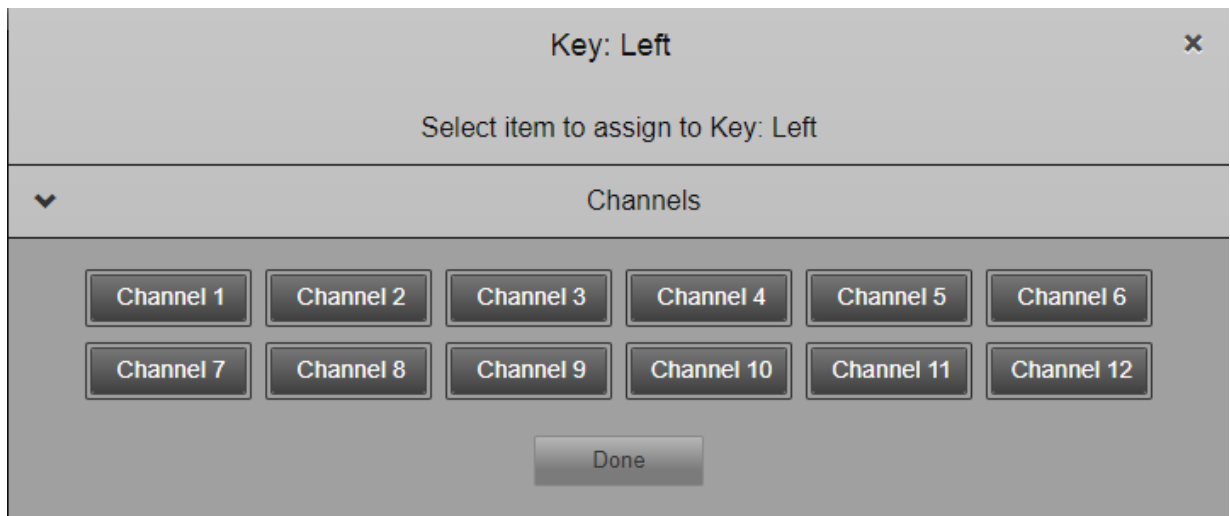 Key: Left
Select item to assign to Key: Left
Channels
Channel 1 Channel 2 Channel 3 Channel 4 Channel 5 Channel 6
Channel 7 Channel 8 Channel 9 Channel 10 Channel 11 Channel 12
Done